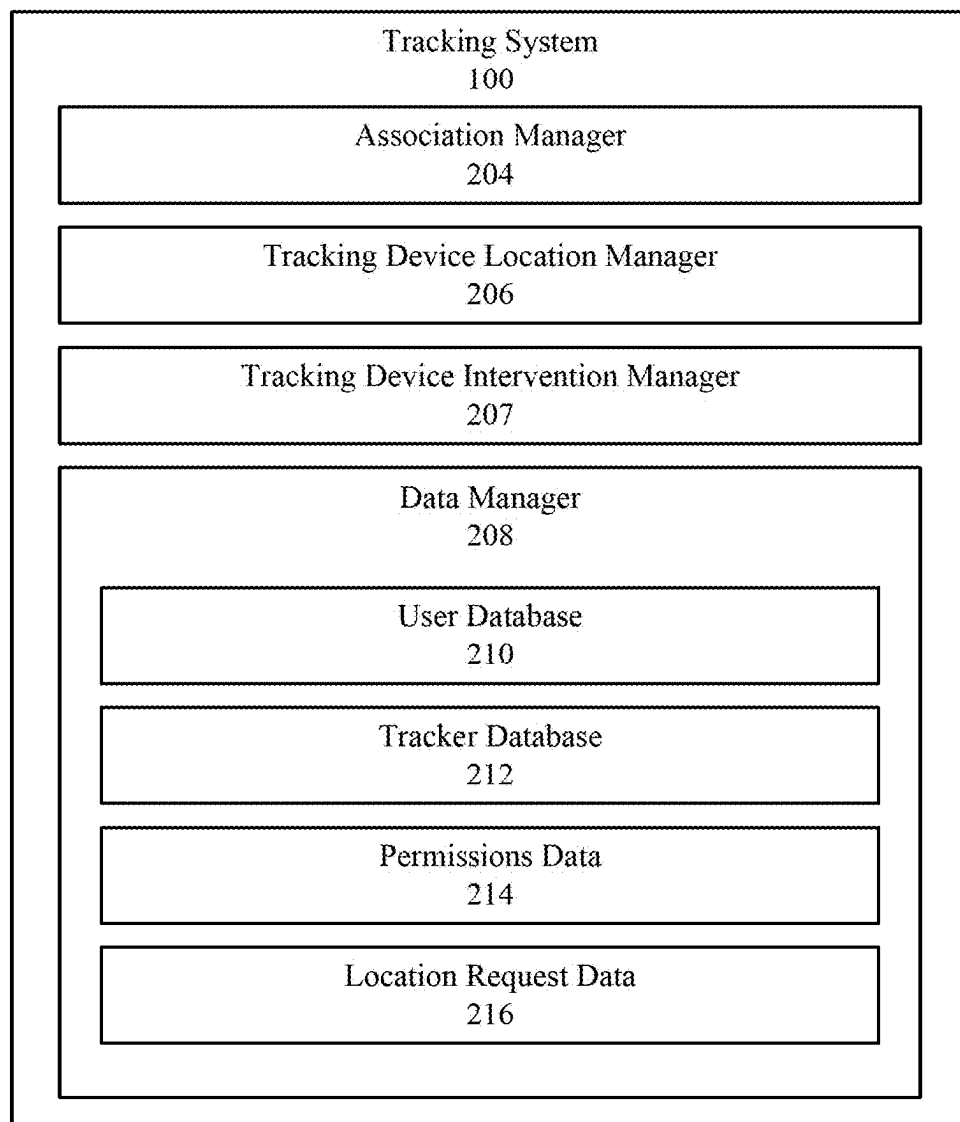 Tracking System
100
Association Manager
204
Tracking Device Location Manager
206
Tracking Device Intervention Manager
207
Data Manager
208
User Database
210
Tracker Database
212
Permissions Data
214
Location Request Data
216